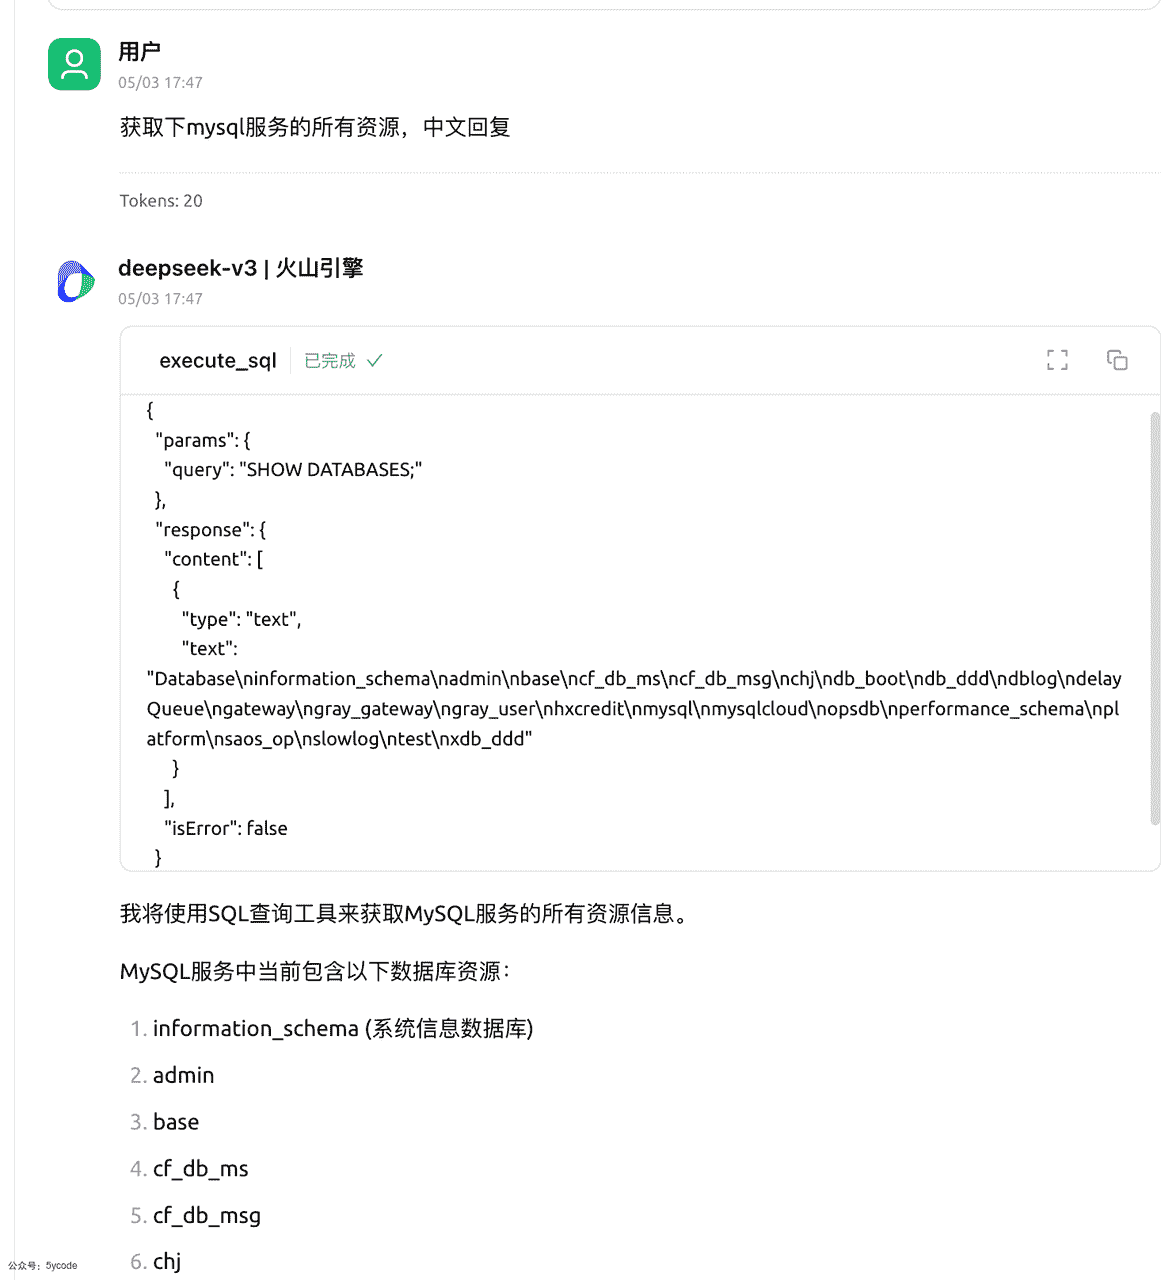 用户
05/03 17:47
获取下mysql服务的所有资源，中文回复
Tokens: 20
deepseek-v3 | 火山引擎
05/03 17:47
execute_sql 已完成
{
"params": {
"query": "SHOW DATABASES;"
},
"response": {
"content": [
{
"type": "text",
"text":
"Database\ninformation_schema\nadmin\nbase\ncf_db_ms\ncf_db_msg\nchj\ndb_boot\ndb_ddd\ndblog\ndelay
Queue\ngateway\ngray_gateway\ngray_user\nhxcredit\nmysql\nmysqlcloud\nopsdb\nperformance_schema\npl
atform\nsaos_op\nslowlog\ntest\nxdb_ddd"
}
],
"isError": false
}
我将使用SQL查询工具来获取MySQL服务的所有资源信息。
MySQL服务中当前包含以下数据库资源：
1. information_schema (系统信息数据库)
2. admin
3. base
4. cf_db_ms
5. cf_db_msg
6. chj
公众号：5ycode